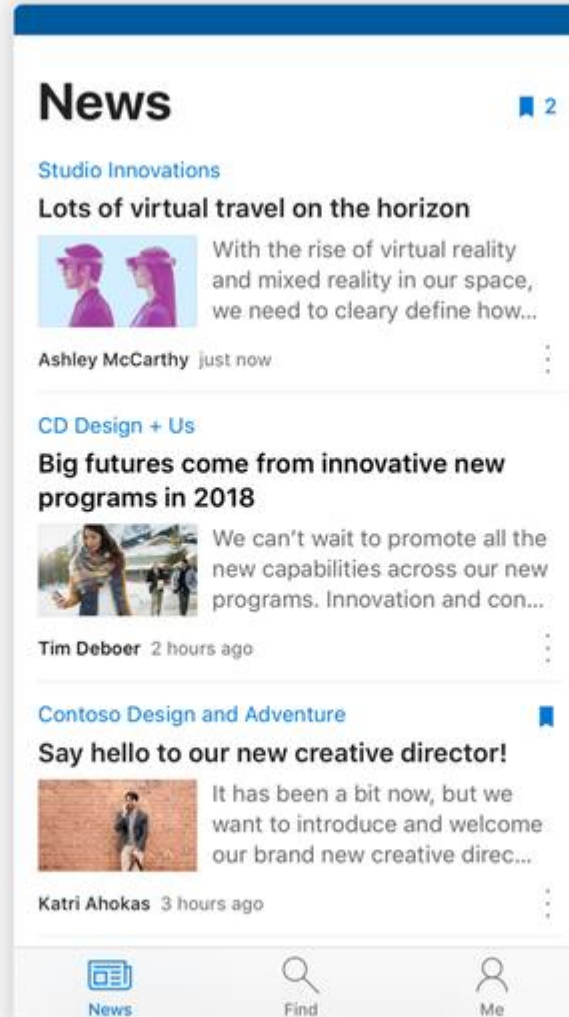 News
2
Studio Innovations
Lots of virtual travel on the horizon
With the rise of virtual reality
and mixed reality in our space,
we need to cleary define how...
Ashley McCarthy just now
CD Design + Us
Big futures come from innovative new
programs in 2018
We can't wait to promote all the
new capabilities across our new
programs. Innovation and con...
Tim Deboer 2 hours ago
Contoso Design and Adventure
Say hello to our new creative director!
It has been a bit now, but we
want to introduce and welcome
our brand new creative direc...
Katri Ahokas 3 hours ago
News Find Me